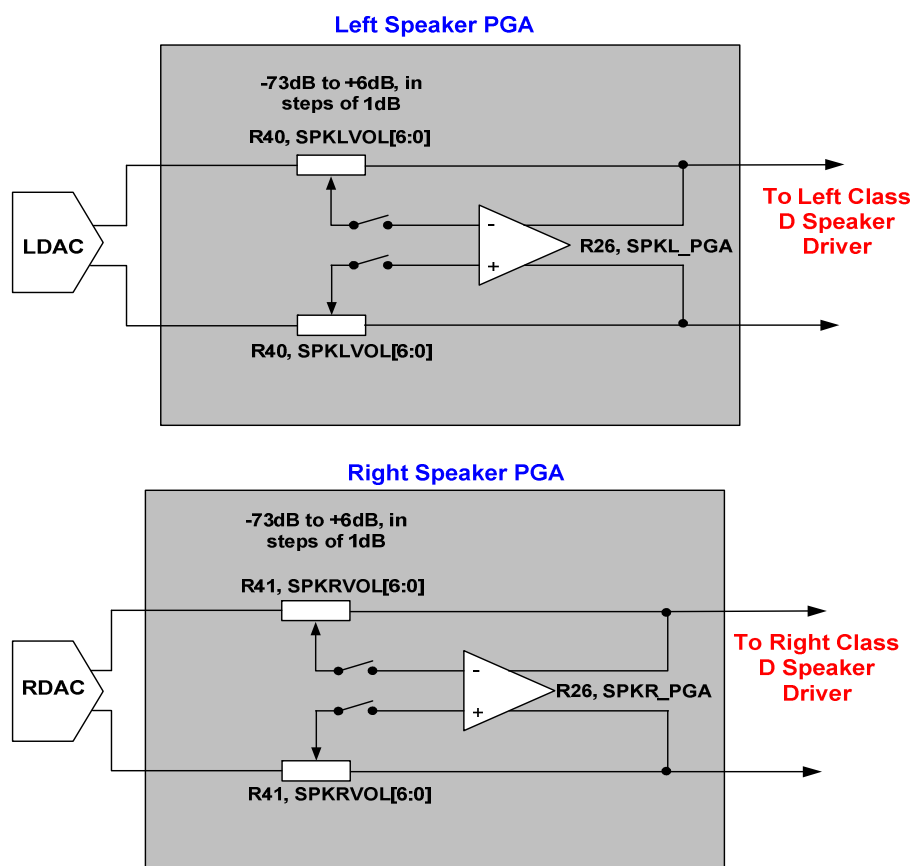 Left Speaker PGA
-73dB to +6dB, in
steps of 1dB
R40, SPKLVOL[6:0]
LDAC
-
+
R26, SPKL_PGA
To Left Class
D Speaker
Driver
R40, SPKLVOL[6:0]
Right Speaker PGA
-73dB to +6dB, in
steps of 1dB
R41, SPKRVOL[6:0]
RDAC
-
+
R26, SPKR_PGA
To Right Class
D Speaker
Driver
R41, SPKRVOL[6:0]